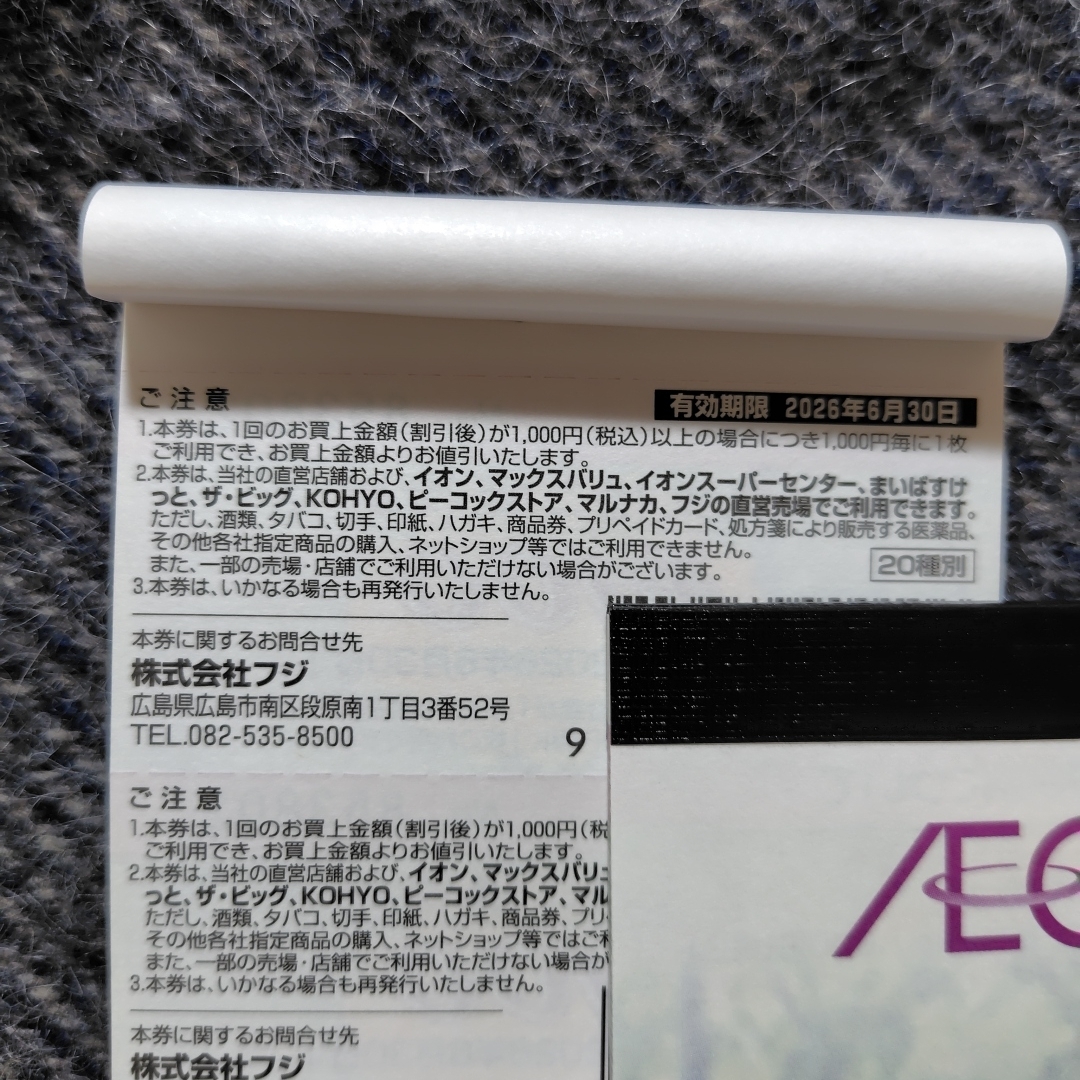 ご注意
有効期限 2026年6月30日
1.本券は、1回のお買上金額（割引後）が1,000円（税込）以上の場合につき1,000円毎に1枚
ご利用でき、お買上金額よりお値引いたします。
2.本券は、当社の直営店舗および、イオン、マックスバリュ、イオンスーパーセンター、まいばすけ
っと、ザ・ビッグ、KOHYO、ピーコックストア、マルナカ、フジの直営売場でご利用できます。
ただし、酒類、タバコ、切手、印紙、ハガキ、商品券、プリペイドカード、処方箋により販売する医薬品、
その他各社指定商品の購入、ネットショップ等ではご利用できません。
また、一部の売場・店舗でご利用いただけない場合がございます。
20種別
3.本券は、いかなる場合も再発行いたしません。
本券に関するお問合せ先
株式会社フジ
広島県広島市南区段原南1丁目3番52号
TEL.082-535-8500
9
ご注意
1.本券は、1回のお買上金額（割引後）が1,000円（税
ご利用でき、お買上金額よりお値引いたします。
2.本券は、当社の直営店舗および、イオン、マックスバリュ
っと、ザ・ビッグ、KOHYO、ピーコックストア、マル
ただし、酒類、タバコ、切手、印紙、ハガキ、商品券、プリ
その他各社指定商品の購入、ネットショップ等ではご利
また、一部の売場・店舗でご利用いただけない場合が
3.本券は、いかなる場合も再発行いたしません。
本券に関するお問合せ先
株式会社フジ
ÆO